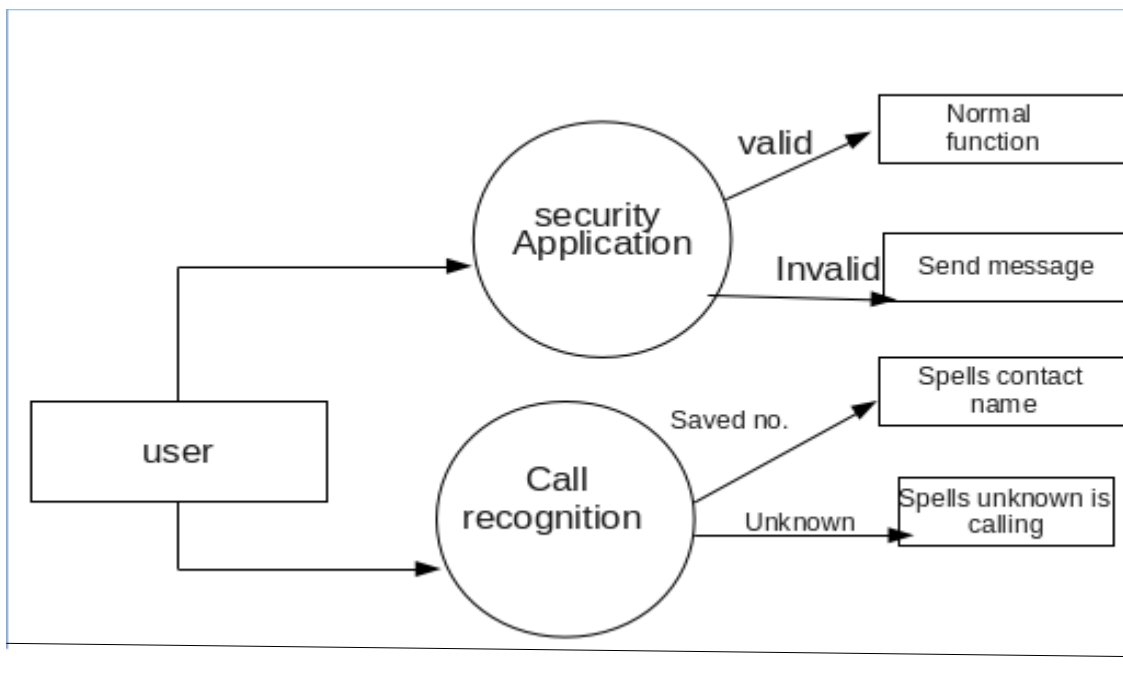 Normal
function
valid
security
Application
Invalid
Send message
Spells contact
name
Saved no.
user
Call
recognition
Spells unknown is
calling
Unknown